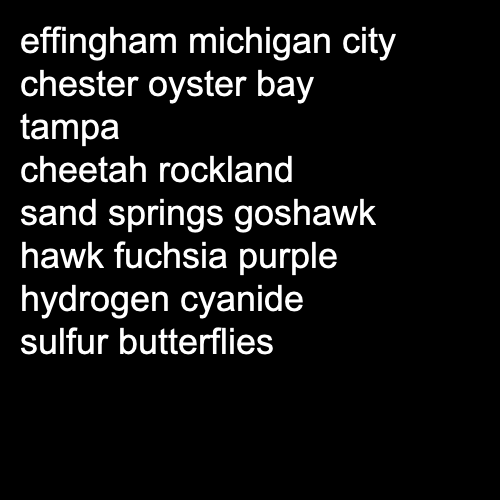 effingham michigan city
chester oyster bay
tampa
cheetah rockland
sand springs goshawk
hawk fuchsia purple
hydrogen cyanide
sulfur butterflies